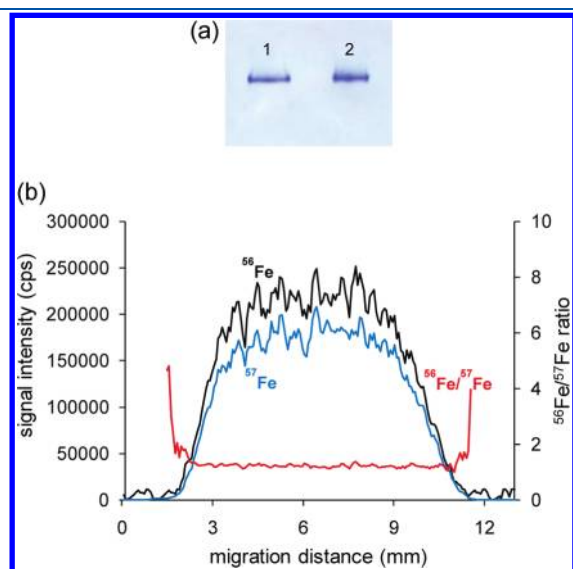 (a)
1 2
(b)
300000
250000
200000
150000
100000
50000
0
signal intensity (cps)
⁵⁶Fe
⁵⁷Fe
⁵⁶Fe/⁵⁷Fe
10
8
6
4
2
0
⁵⁶Fe/⁵⁷Fe ratio
0 3 6 9 12
migration distance (mm)